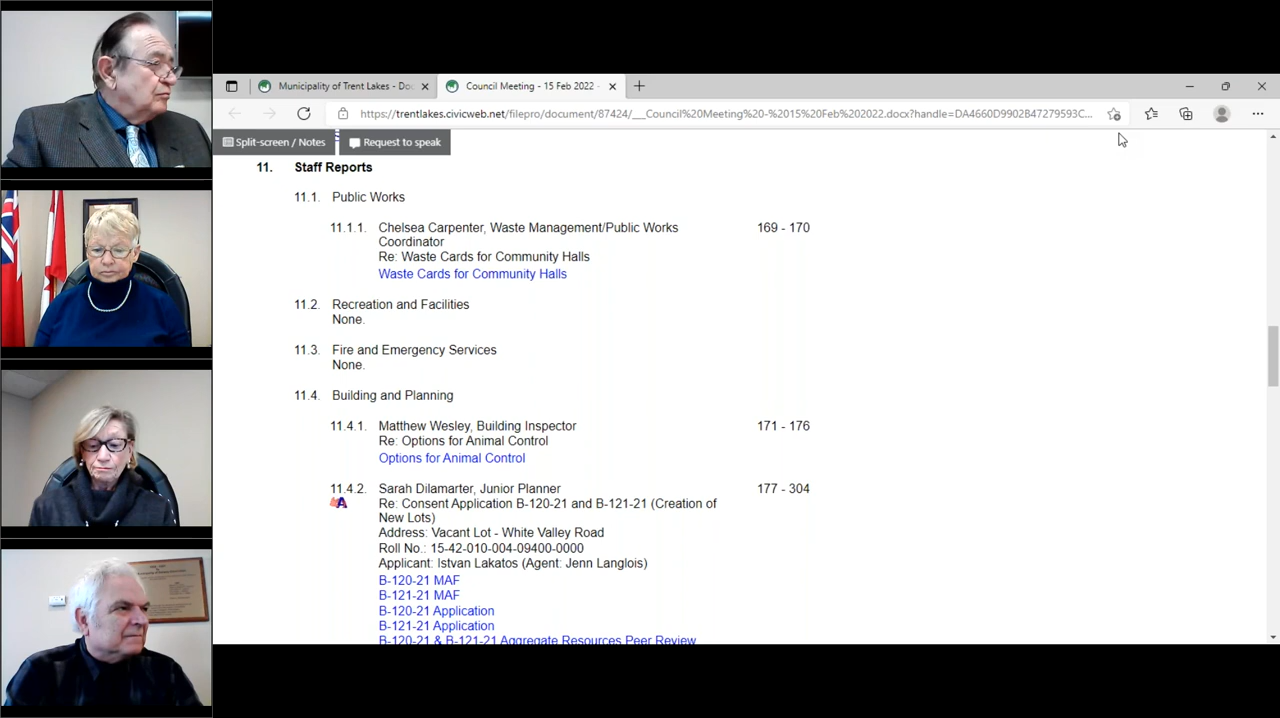 Municipality of Trent Lakes - Doc
Council Meeting - 15 Feb 2022 -
https://trentlakes.civicweb.net/filepro/document/87424/___Council%20Meeting%20-%2015%20Feb%202022.docx?handle=DA4660D9902B47279593C...
Split-screen / Notes
Request to speak
11. Staff Reports
11.1. Public Works
11.1.1. Chelsea Carpenter, Waste Management/Public Works 169 - 170
Coordinator
Re: Waste Cards for Community Halls
Waste Cards for Community Halls
11.2. Recreation and Facilities
None.
11.3. Fire and Emergency Services
None.
11.4. Building and Planning
11.4.1. Matthew Wesley, Building Inspector 171 - 176
Re: Options for Animal Control
Options for Animal Control
11.4.2. Sarah Dilamarter, Junior Planner 177 - 304
Re: Consent Application B-120-21 and B-121-21 (Creation of
New Lots)
Address: Vacant Lot - White Valley Road
Roll No.: 15-42-010-004-09400-0000
Applicant: Istvan Lakatos (Agent: Jenn Langlois)
B-120-21 MAF
B-121-21 MAF
B-120-21 Application
B-121-21 Application
B-120-21 & B-121-21 Aggregate Resources Peer Review